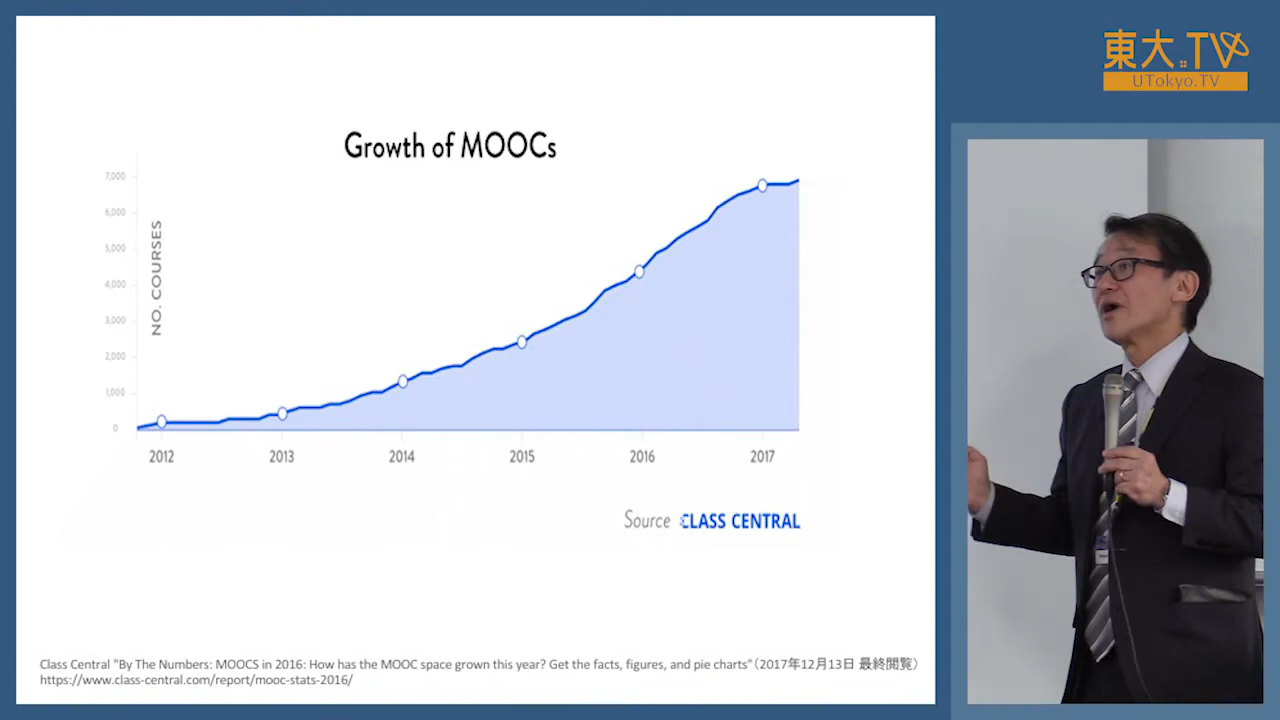 東大TV
UTokyo.TV
Growth of MOOCs
7,000
6,000
5,000
4,000
3,000
2,000
1,000
0
NO. COURSES
2012 2013 2014 2015 2016 2017
Source CLASS CENTRAL
Class Central "By The Numbers: MOOCS in 2016: How has the MOOC space grown this year? Get the facts, figures, and pie charts"（2017年12月13日 最終閲覧）
https://www.class-central.com/report/mooc-stats-2016/